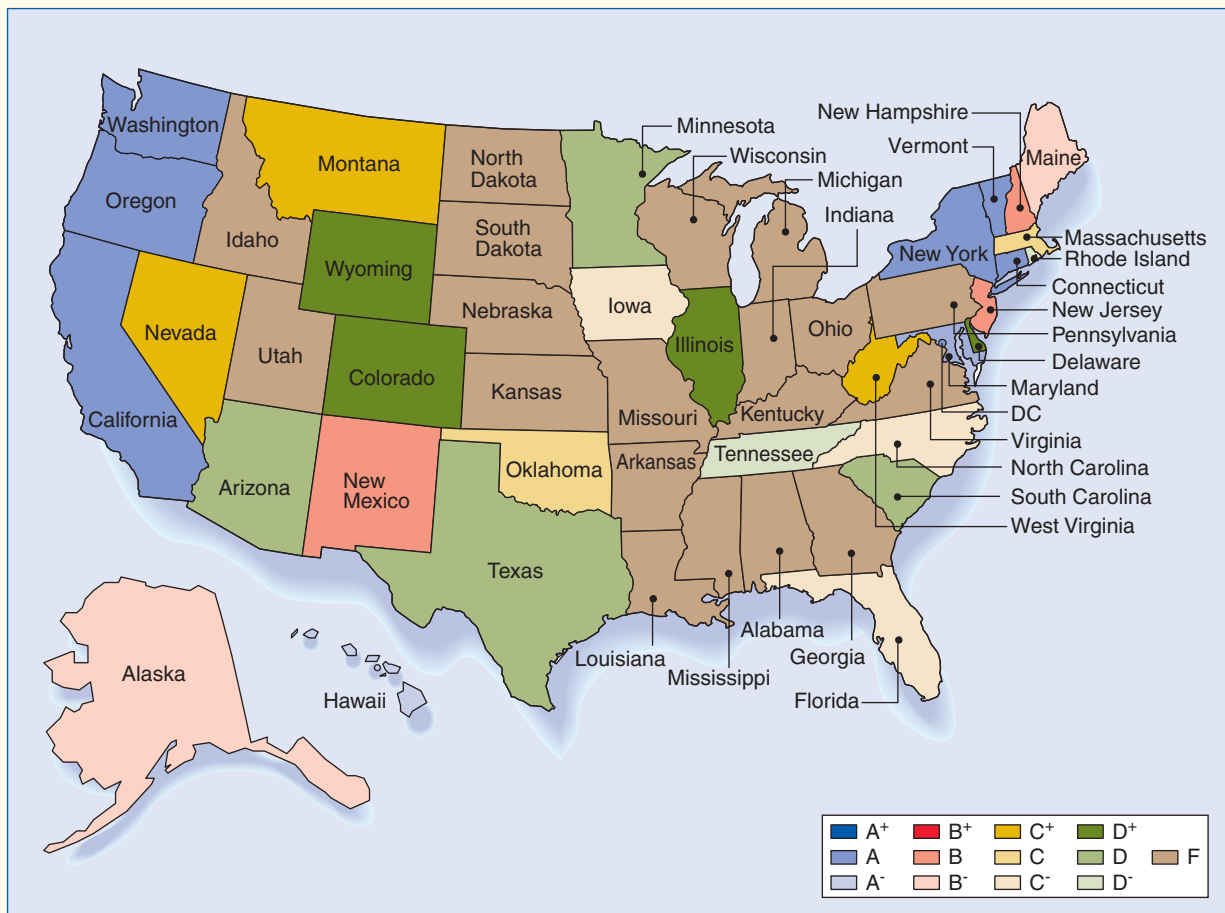 Washington
Montana
North
Dakota
Minnesota
New Hampshire
Vermont
Maine
Wisconsin
Michigan
Indiana
Oregon
Idaho
South
Dakota
Wyoming
New York
Massachusetts
Rhode Island
Connecticut
New Jersey
Pennsylvania
Delaware
Maryland
DC
Virginia
North Carolina
South Carolina
West Virginia
Nevada
Utah
Nebraska
Iowa
Illinois
Ohio
California
Colorado
Kansas
Missouri
Kentucky
Arizona
New
Mexico
Oklahoma
Arkansas
Tennessee
Texas
Louisiana
Mississippi
Alabama
Georgia
Florida
Alaska
Hawaii
A+ B+ C+ D+
A B C D F
A- B- C- D-